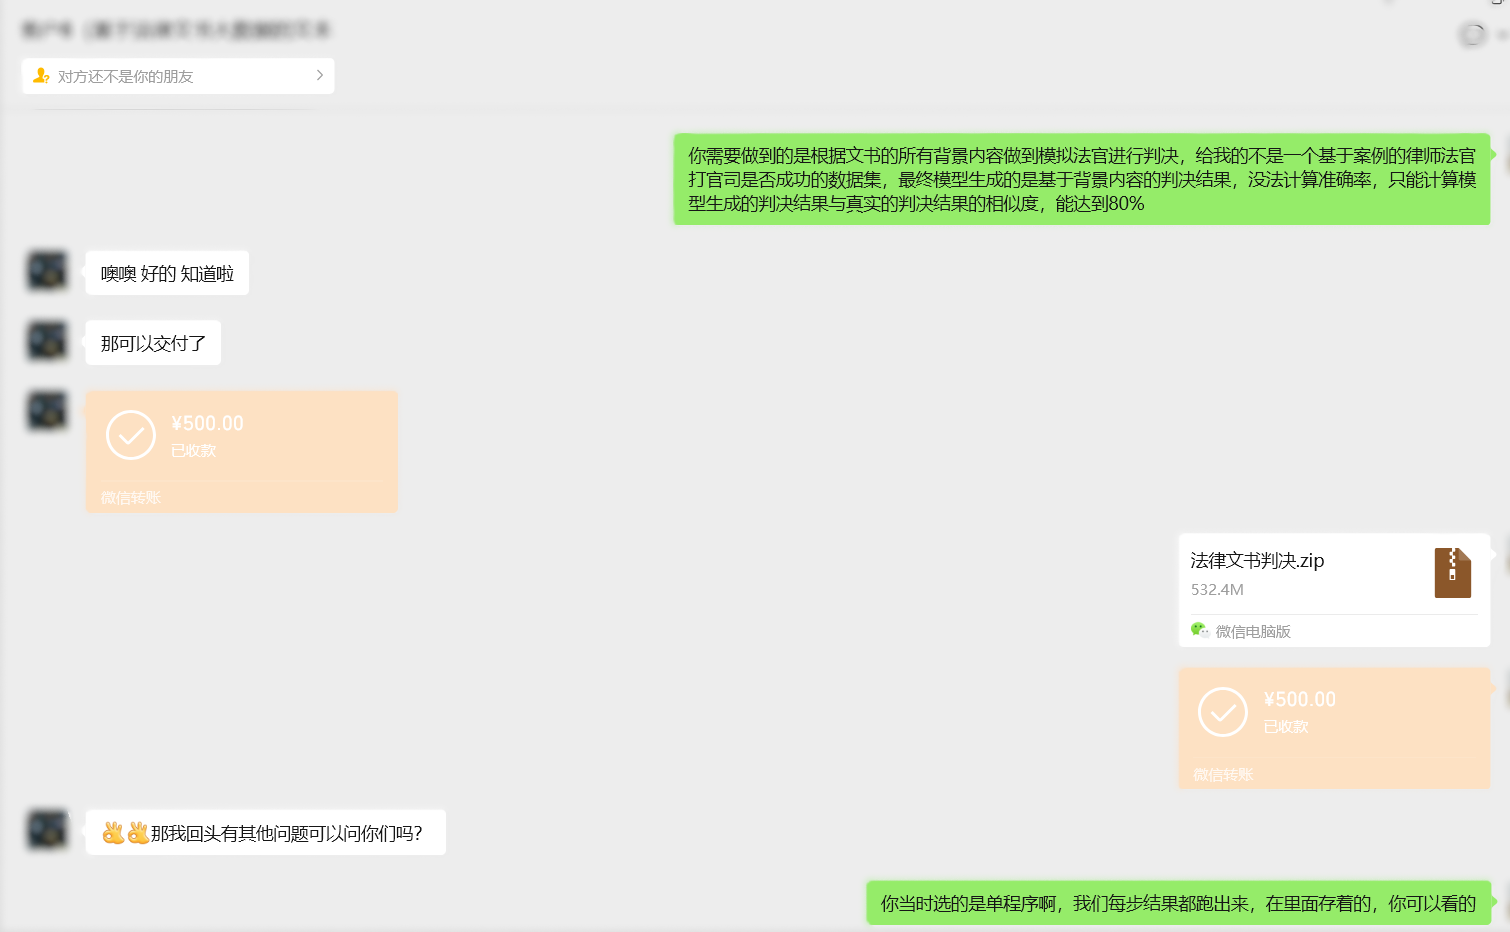 对方还不是你的朋友
你需要做到的是根据文书的所有背景内容做到模拟法官进行判决，给我的不是一个基于案例的律师法官
打官司是否成功的数据集，最终模型生成的是基于背景内容的判决结果，没法计算准确率，只能计算模
型生成的判决结果与真实的判决结果的相似度，能达到80%
噢噢 好的 知道啦
那可以交付了
¥500.00
已收款
微信转账
法律文书判决.zip
532.4M
微信电脑版
¥500.00
已收款
微信转账
👌👌那我回头有其他问题可以问你们吗？
你当时选的是单程序啊，我们每步结果都跑出来，在里面存着的，你可以看的